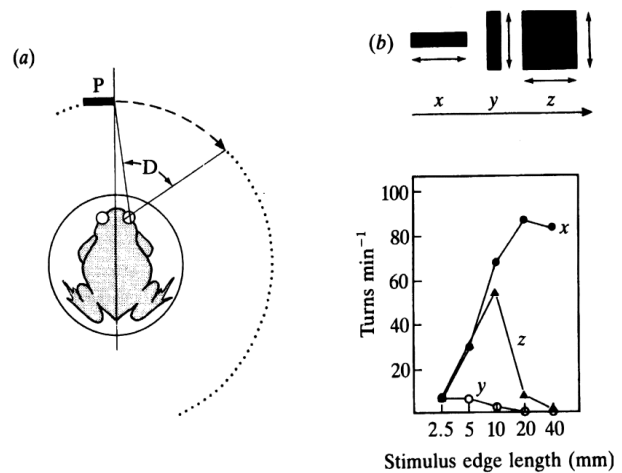 (a)
P
D
(b)
x y z
Turns min⁻¹
100
80
60
40
20
x
z
y
2.5 5 10 20 40
Stimulus edge length (mm)